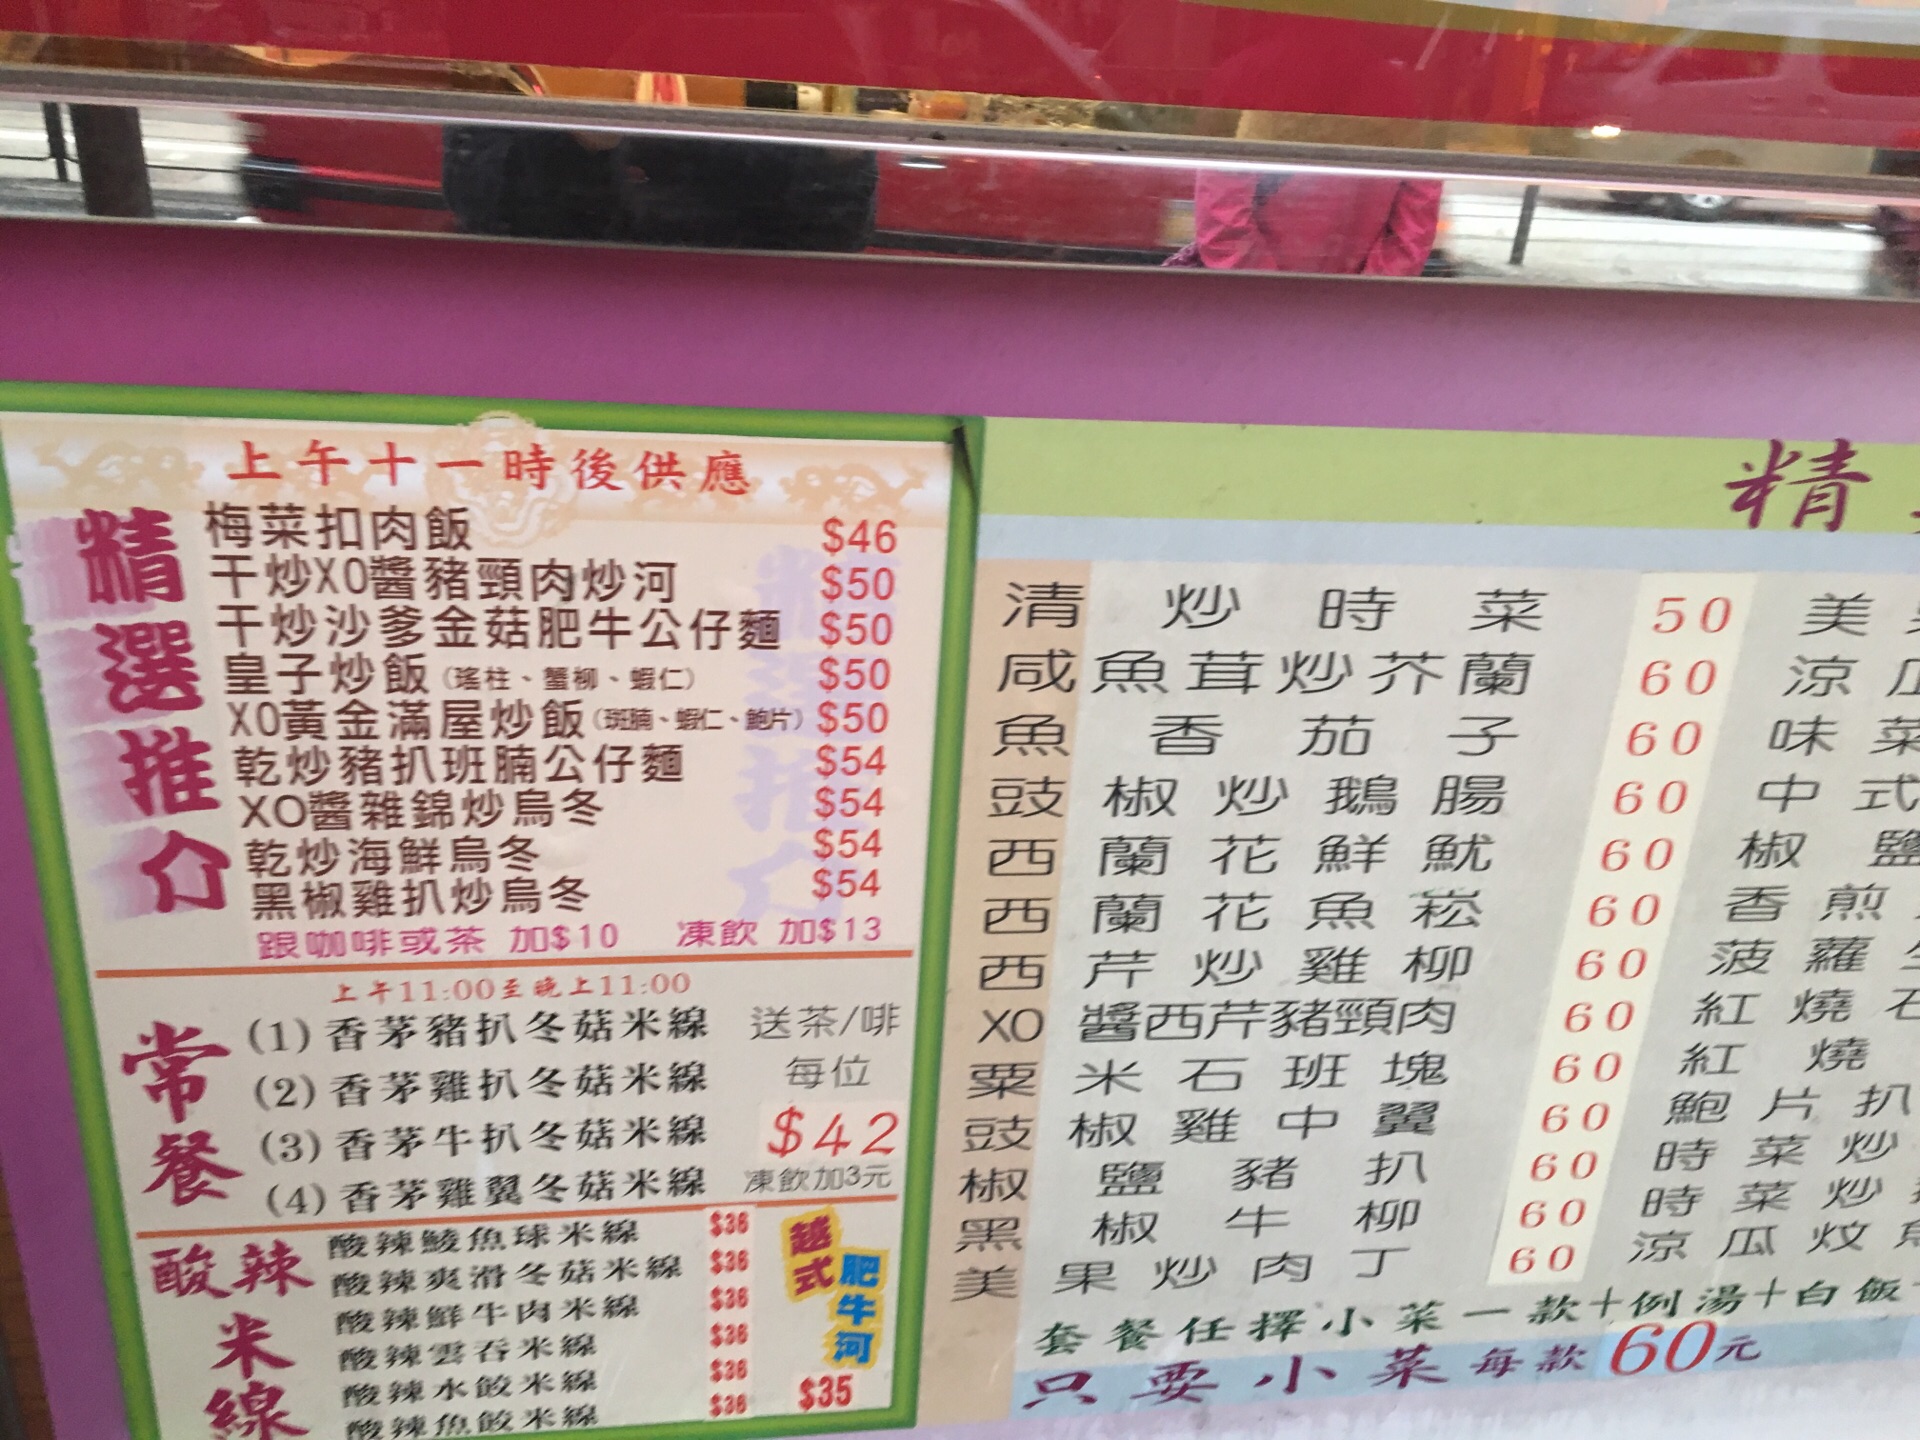 上午十一時後供應
精選推介
梅菜扣肉飯 $46
干炒XO醬豬頸肉炒河 $50
干炒沙爹金菇肥牛公仔麵 $50
皇子炒飯(瑤柱、蟹柳、蝦仁) $50
XO黃金滿屋炒飯(斑腩、蝦仁、鮑片) $50
乾炒豬扒班腩公仔麵 $54
XO醬雜錦炒烏冬 $54
乾炒海鮮烏冬 $54
黑椒雞扒炒烏冬 $54
跟咖啡或茶 加$10 凍飲 加$13
上午11:00至晚上11:00
常餐
(1) 香茅豬扒冬菇米線
(2) 香茅雞扒冬菇米線
(3) 香茅牛扒冬菇米線
(4) 香茅雞翼冬菇米線
送茶/啡
每位
$42
凍飲加3元
酸辣米線
酸辣鯪魚球米線 $36
酸辣爽滑冬菇米線 $36
酸辣鮮牛肉米線 $36
酸辣雲吞米線 $36
酸辣水餃米線 $36
酸辣魚餃米線 $36
越式
肥牛河
$35
精
清炒時菜 50
咸魚茸炒芥蘭 60
魚香茄子 60
豉椒炒鵝腸 60
西蘭花鮮魷 60
西蘭花魚崧 60
西芹炒雞柳 60
XO醬西芹豬頸肉 60
粟米石班塊 60
豉椒雞中翼 60
椒鹽豬扒 60
黑椒牛柳 60
美果炒肉丁 60
美
涼瓜
味菜
中式
椒鹽
香煎
菠蘿
紅燒石
紅燒
鮑片扒
時菜炒
時菜炒
涼瓜炆魚
套餐任擇小菜一款+例湯+白飯
只要小菜每款60元